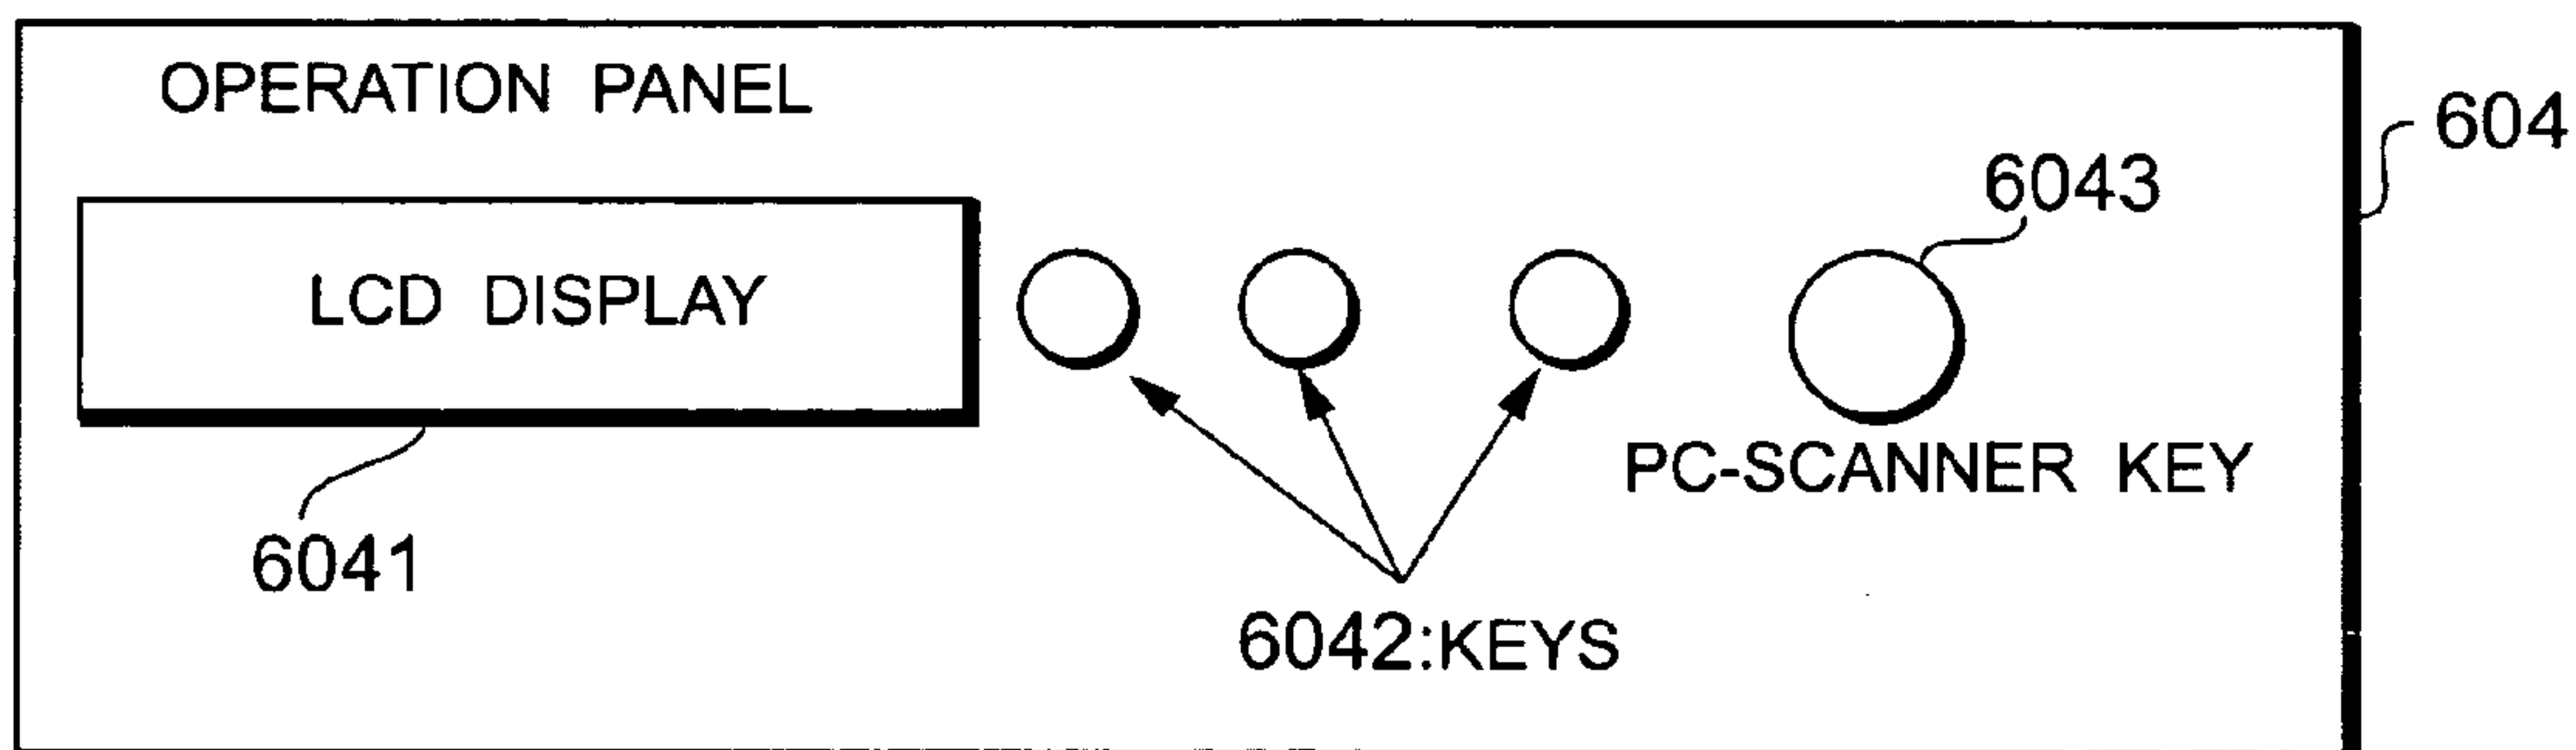 OPERATION PANEL
604
6043
LCD DISPLAY
PC-SCANNER KEY
6041
6042:KEYS